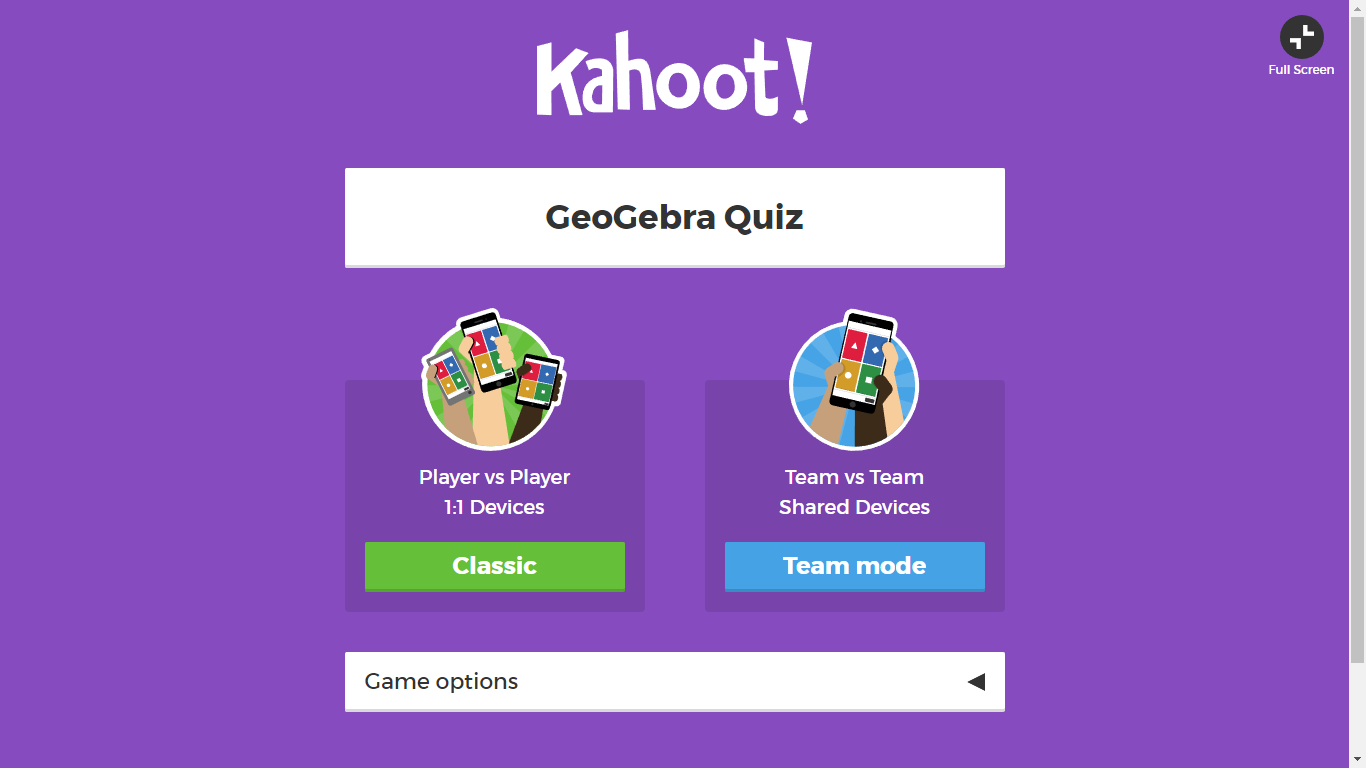 Kahoot!
Full Screen
GeoGebra Quiz
Player vs Player
1:1 Devices
Classic
Team vs Team
Shared Devices
Team mode
Game options